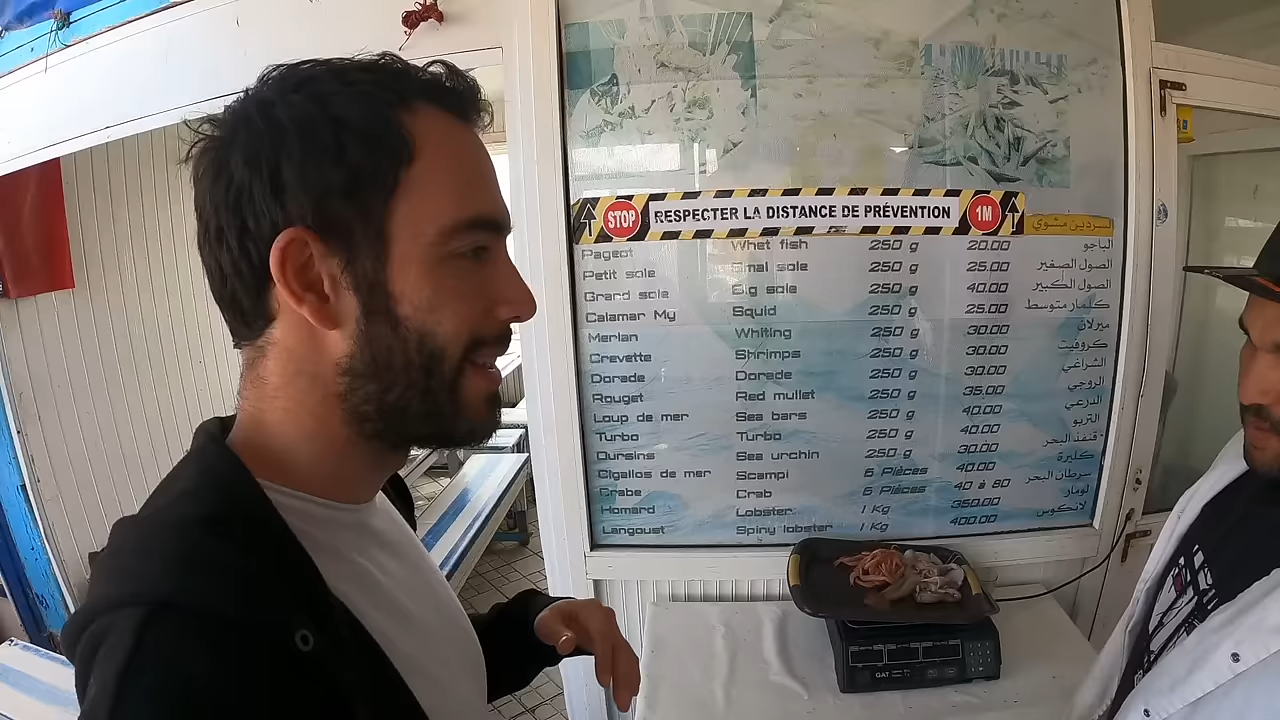 STOP RESPECTER LA DISTANCE DE PRÉVENTION 1M
Pageot Whet fish 250 g 20.00 الباجو
Petit sole Smal sole 250 g 25.00 الصول الصغير
Grand sole Big sole 250 g 40.00 الصول الكبير
Calamar My Squid 250 g 25.00 كلمار متوسط
Merlan Whiting 250 g 30.00 ميرلان
Crevette Shrimps 250 g 30.00 كروفيت
Dorade Dorade 250 g 30.00 الشراغي
Rouget Red mullet 250 g 35.00 الروجي
Loup de mer Sea bars 250 g 40.00 الدرعي
Turbo Turbo 250 g 40.00 التربو
Oursins Sea urchin 250 g 30.00 قنفذ البحر
Cigallos de mer Scampi 6 Pièces 40.00 كليرة
Crabe Crab 6 Pièces 40 à 80 سرطان البحر
Homard Lobster 1 Kg 350.00 لومار
Langoust Spiny lobster 1 Kg 400.00 لانكوس
GAT